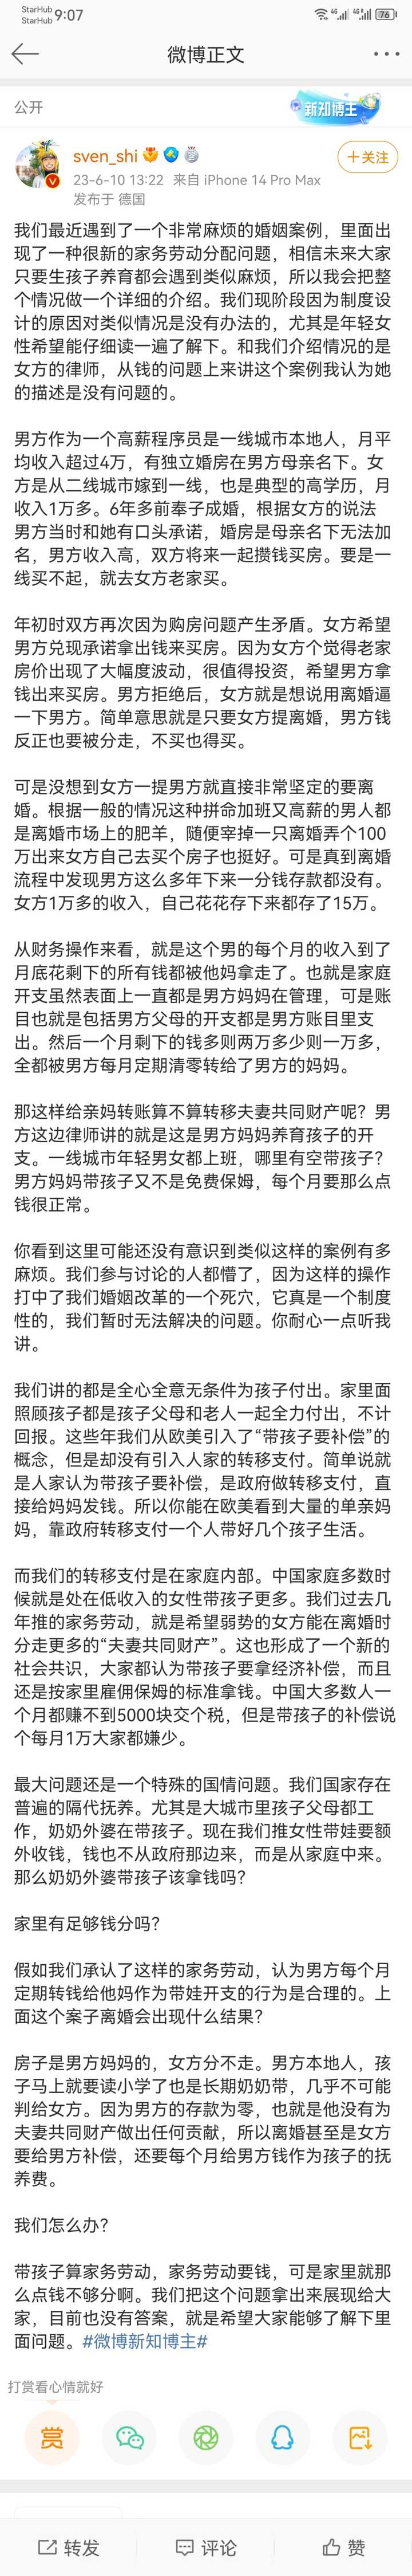 StarHub
StarHub
9:07
4G
4G
76
微博正文
公开
新知博主
sven_shi
+关注
23-6-10 13:22 来自 iPhone 14 Pro Max
发布于 德国
我们最近遇到了一个非常麻烦的婚姻案例，里面出
现了一种很新的家务劳动分配问题，相信未来大家
只要生孩子养育都会遇到类似麻烦，所以我会把整
个情况做一个详细的介绍。我们现阶段因为制度设
计的原因对类似情况是没有办法的，尤其是年轻女
性希望能仔细读一遍了解下。和我们介绍情况的是
女方的律师，从钱的问题上来讲这个案例我认为她
的描述是没有问题的。
男方作为一个高薪程序员是一线城市本地人，月平
均收入超过4万，有独立婚房在男方母亲名下。女
方是从二线城市嫁到一线，也是典型的高学历，月
收入1万多。6年多前奉子成婚，根据女方的说法
男方当时和她有口头承诺，婚房是母亲名下无法加
名，男方收入高，双方将来一起攒钱买房。要是一
线买不起，就去女方老家买。
年初时双方再次因为购房问题产生矛盾。女方希望
男方兑现承诺拿出钱来买房。因为女方个觉得老家
房价出现了大幅度波动，很值得投资，希望男方拿
钱出来买房。男方拒绝后，女方就是想说用离婚逼
一下男方。简单意思就是只要女方提离婚，男方钱
反正也要被分走，不买也得买。
可是没想到女方一提男方就直接非常坚定的要离
婚。根据一般的情况这种拼命加班又高薪的男人都
是离婚市场上的肥羊，随便宰掉一只离婚弄个100
万出来女方自己去买个房子也挺好。可是真到离婚
流程中发现男方这么多年下来一分钱存款都没有。
女方1万多的收入，自己花花存下来都存了15万。
从财务操作来看，就是这个男的每个月的收入到了
月底花剩下的所有钱都被他妈拿走了。也就是家庭
开支虽然表面上一直都是男方妈妈在管理，可是账
目也就是包括男方父母的开支都是男方账目里支
出。然后一个月剩下的钱多则两万多少则一万多，
全都被男方每月定期清零转给了男方的妈妈。
那这样给亲妈转账算不算转移夫妻共同财产呢？男
方这边律师讲的就是这是男方妈妈养育孩子的开
支。一线城市年轻男女都上班，哪里有空带孩子？
男方妈妈带孩子又不是免费保姆，每个月要那么点
钱很正常。
你看到这里可能还没有意识到类似这样的案例有多
麻烦。我们参与讨论的人都懵了，因为这样的操作
打中了我们婚姻改革的一个死穴，它真是一个制度
性的，我们暂时无法解决的问题。你耐心一点听我
讲。
我们讲的都是全心全意无条件为孩子付出。家里面
照顾孩子都是孩子父母和老人一起全力付出，不计
回报。这些年我们从欧美引入了“带孩子要补偿”的
概念，但是却没有引入人家的转移支付。简单说就
是人家认为带孩子要补偿，是政府做转移支付，直
接给妈妈发钱。所以你能在欧美看到大量的单亲妈
妈，靠政府转移支付一个人带好几个孩子生活。
而我们的转移支付是在家庭内部。中国家庭多数时
候就是处在低收入的女性带孩子更多。我们过去几
年推的家务劳动，就是希望弱势的女方能在离婚时
分走更多的“夫妻共同财产”。这也形成了一个新的
社会共识，大家都认为带孩子要拿经济补偿，而且
还是按家里雇佣保姆的标准拿钱。中国大多数人一
个月都赚不到5000块交个税，但是带孩子的补偿说
个每月1万大家都嫌少。
最大问题还是一个特殊的国情问题。我们国家存在
普遍的隔代抚养。尤其是大城市里孩子父母都工
作，奶奶外婆在带孩子。现在我们推女性带娃要额
外收钱，钱也不从政府那边来，而是从家庭中来。
那么奶奶外婆带孩子该拿钱吗？
家里有足够钱分吗？
假如我们承认了这样的家务劳动，认为男方每个月
定期转钱给他妈作为带娃开支的行为是合理的。上
面这个案子离婚会出现什么结果？
房子是男方妈妈的，女方分不走。男方本地人，孩
子马上就要读小学了也是长期奶奶带，几乎不可能
判给女方。因为男方的存款为零，也就是他没有为
夫妻共同财产做出任何贡献，所以离婚甚至是女方
要给男方补偿，还要每个月给男方钱作为孩子的抚
养费。
我们怎么办？
带孩子算家务劳动，家务劳动要钱，可是家里就那
么点钱不够分啊。我们把这个问题拿出来展现给大
家，目前也没有答案，就是希望大家能够了解下里
面问题。#微博新知博主#
打赏看心情就好
赏
转发
评论
赞